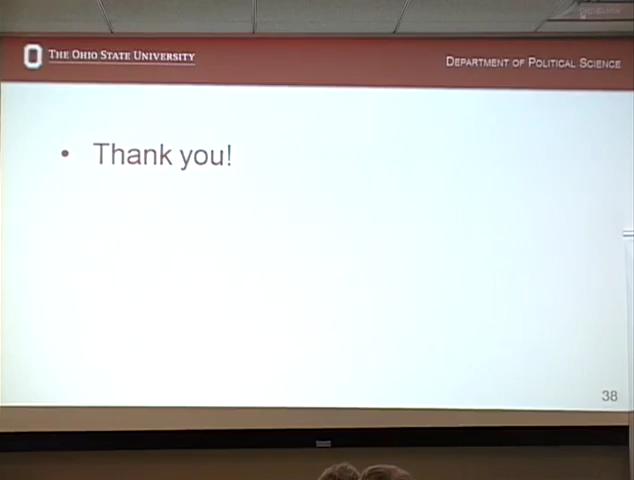 THE OHIO STATE UNIVERSITY
DEPARTMENT OF POLITICAL SCIENCE
• Thank you!
38